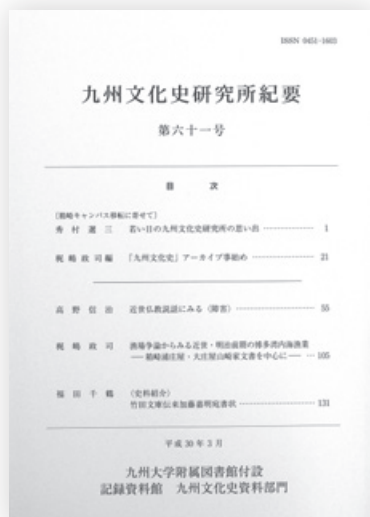 ISSN 0451-1603
九州文化史研究所紀要
第六十一号
目 次
〔箱崎キャンパス移転に寄せて〕
秀村選三 若い日の九州文化史研究所の思い出 ………… 1
梶嶋政司編 「九州文化史」アーカイブ事始め ………… 21
高野信治 近世仏教説話にみる〈障害〉 ………… 55
梶嶋政司 漁場争論からみる近世・明治前期の博多湾内海漁業
―箱崎浦庄屋・大庄屋山崎家文書を中心に― … 105
福田千鶴 〈史料紹介〉
竹田文庫伝来加藤嘉明宛書状 ………… 131
平成30年3月
九州大学附属図書館付設
記録資料館 九州文化史資料部門